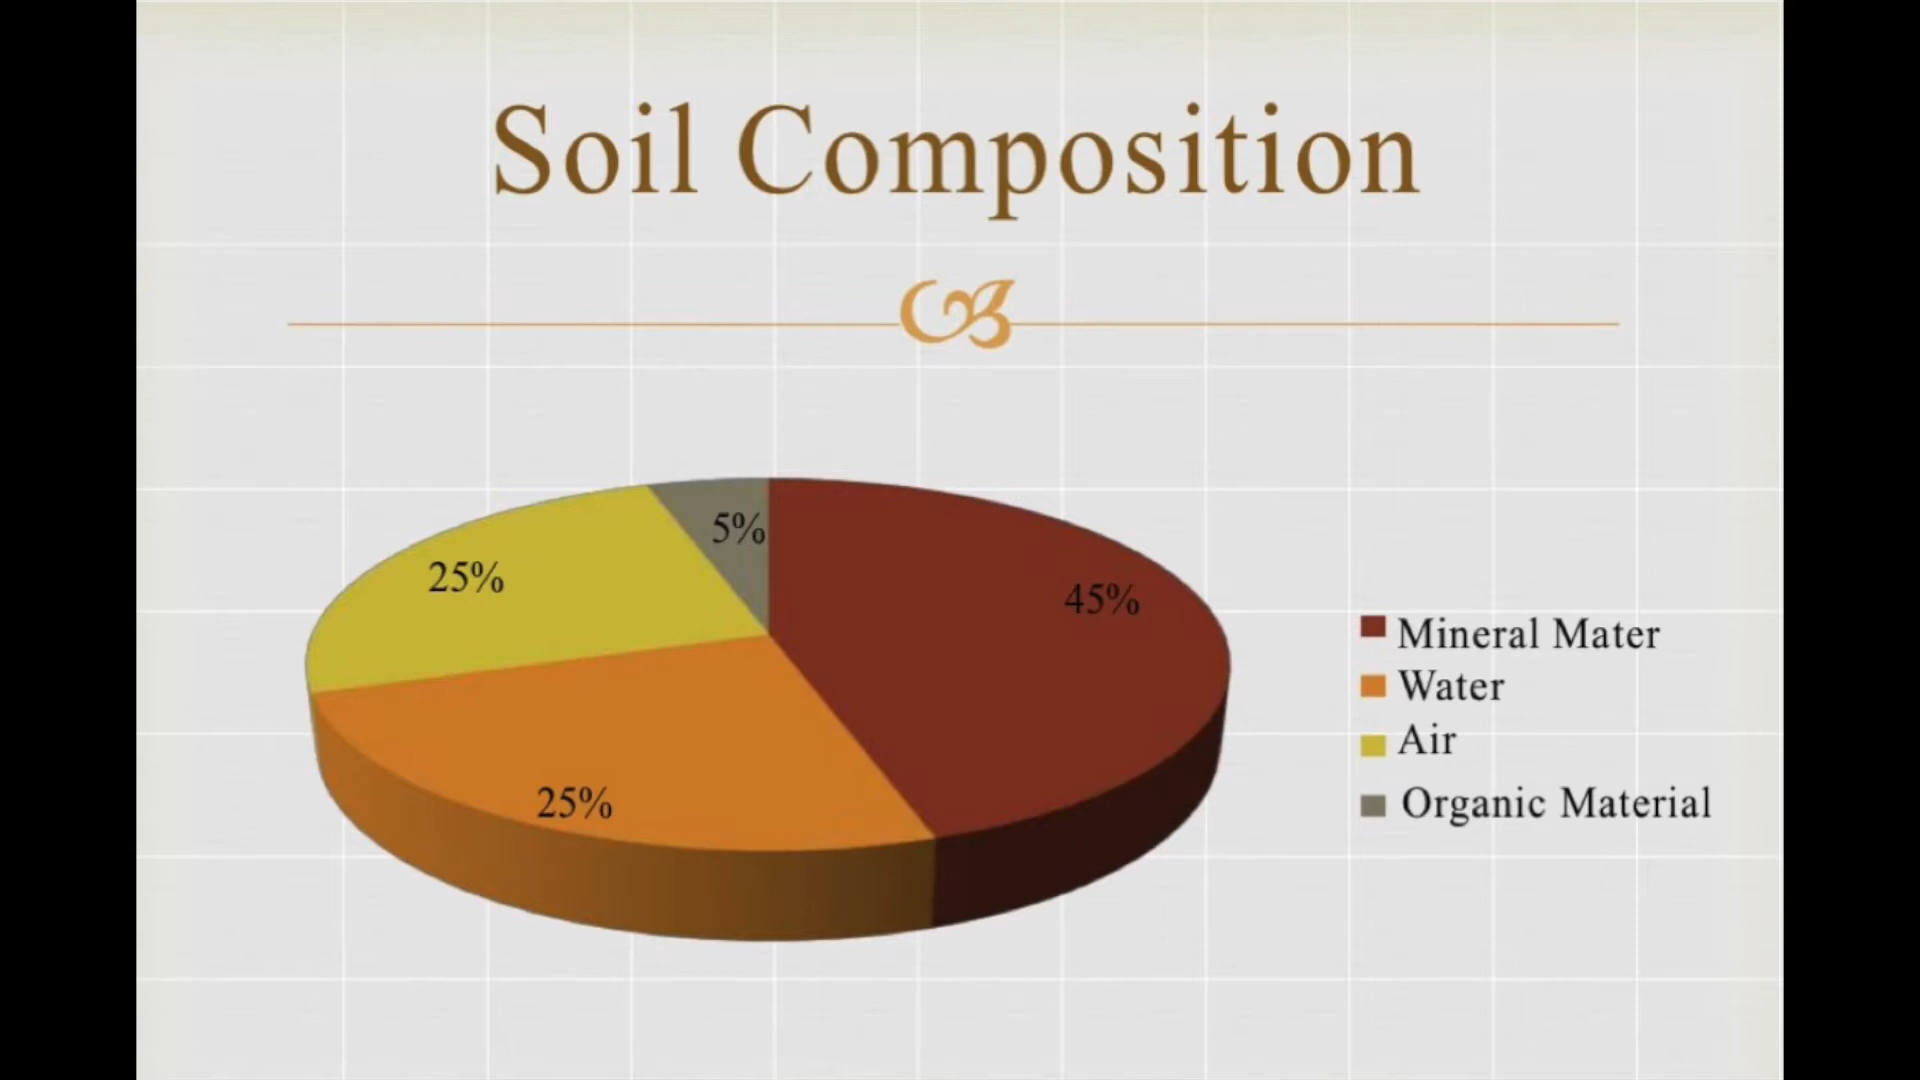 Soil Composition
5%
25%
45%
25%
Mineral Mater
Water
Air
Organic Material